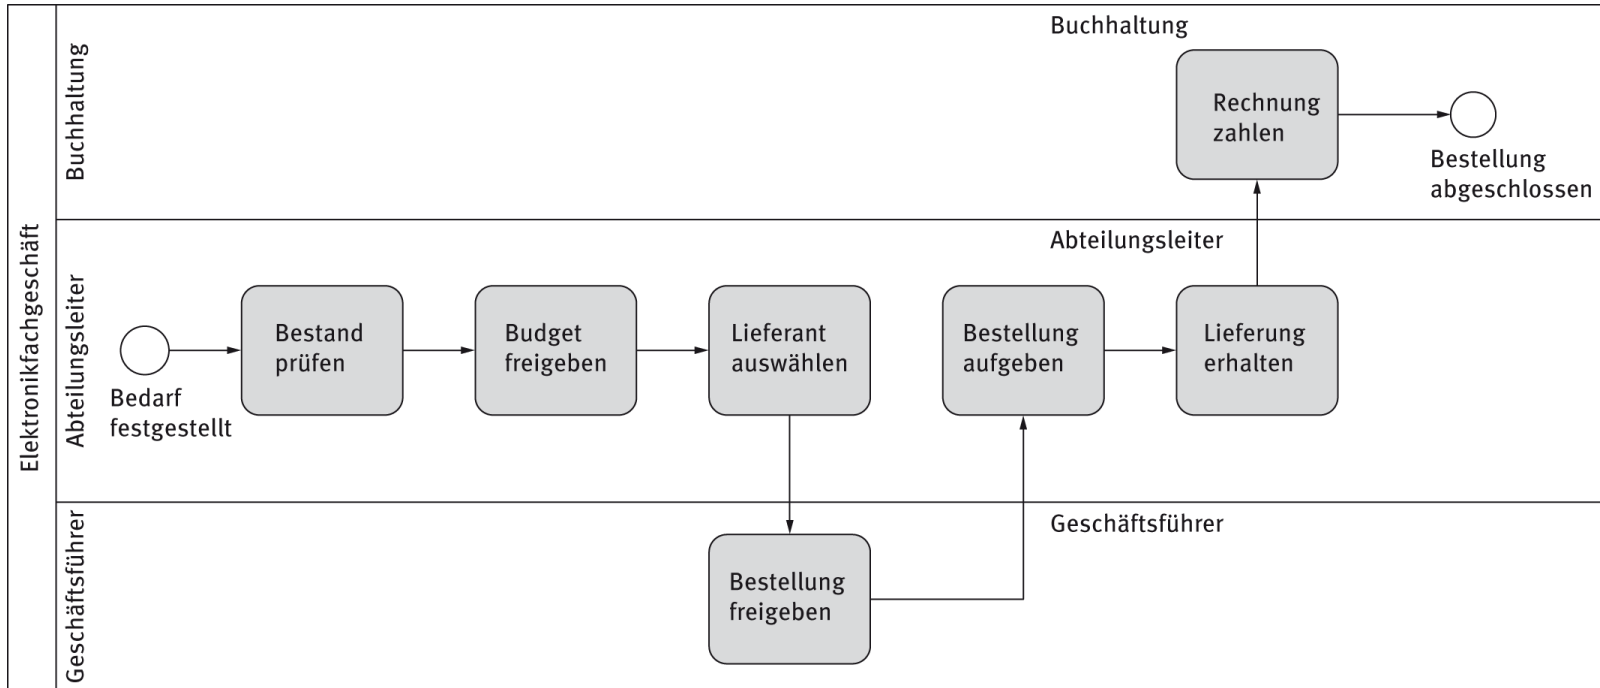 Elektronikfachgeschäft
Buchhaltung
Buchhaltung
Rechnung
zahlen
Bestellung
abgeschlossen
Abteilungsleiter
Abteilungsleiter
Bedarf
festgestellt
Bestand
prüfen
Budget
freigeben
Lieferant
auswählen
Bestellung
aufgeben
Lieferung
erhalten
Geschäftsführer
Geschäftsführer
Bestellung
freigeben